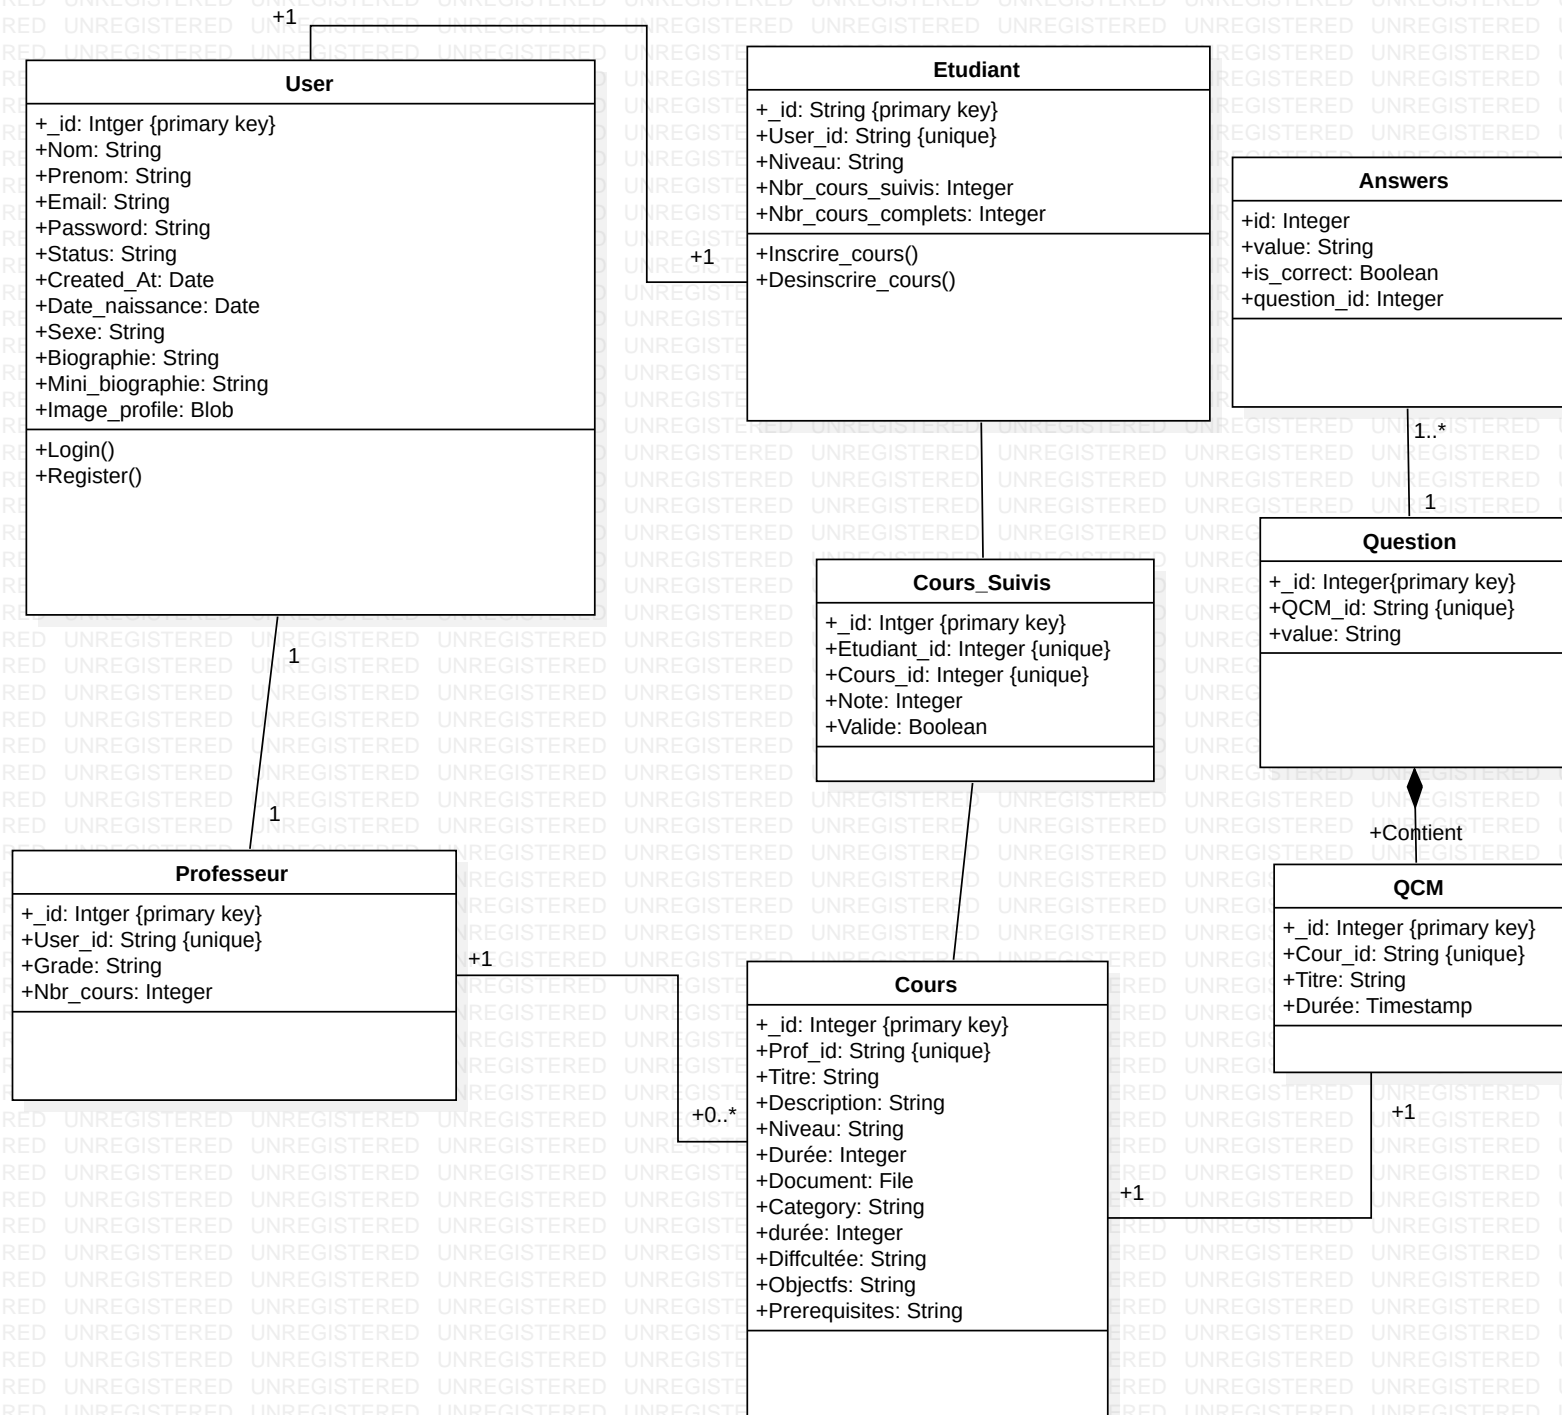 +1
User
+_id: Intger {primary key}
+Nom: String
+Prenom: String
+Email: String
+Password: String
+Status: String
+Created_At: Date
+Date_naissance: Date
+Sexe: String
+Biographie: String
+Mini_biographie: String
+Image_profile: Blob
+Login()
+Register()
Etudiant
+_id: String {primary key}
+User_id: String {unique}
+Niveau: String
+Nbr_cours_suivis: Integer
+Nbr_cours_complets: Integer
+Inscrire_cours()
+Desinscrire_cours()
+1
Answers
+id: Integer
+value: String
+is_correct: Boolean
+question_id: Integer
1..*
1
Question
+_id: Integer{primary key}
+QCM_id: String {unique}
+value: String
Cours_Suivis
+_id: Intger {primary key}
+Etudiant_id: Integer {unique}
+Cours_id: Integer {unique}
+Note: Integer
+Valide: Boolean
1
1
+Contient
Professeur
+_id: Intger {primary key}
+User_id: String {unique}
+Grade: String
+Nbr_cours: Integer
+1
+0..*
QCM
+_id: Integer {primary key}
+Cour_id: String {unique}
+Titre: String
+Durée: Timestamp
+1
+1
Cours
+_id: Integer {primary key}
+Prof_id: String {unique}
+Titre: String
+Description: String
+Niveau: String
+Durée: Integer
+Document: File
+Category: String
+durée: Integer
+Diffcultée: String
+Objectfs: String
+Prerequisites: String
UNREGISTERED